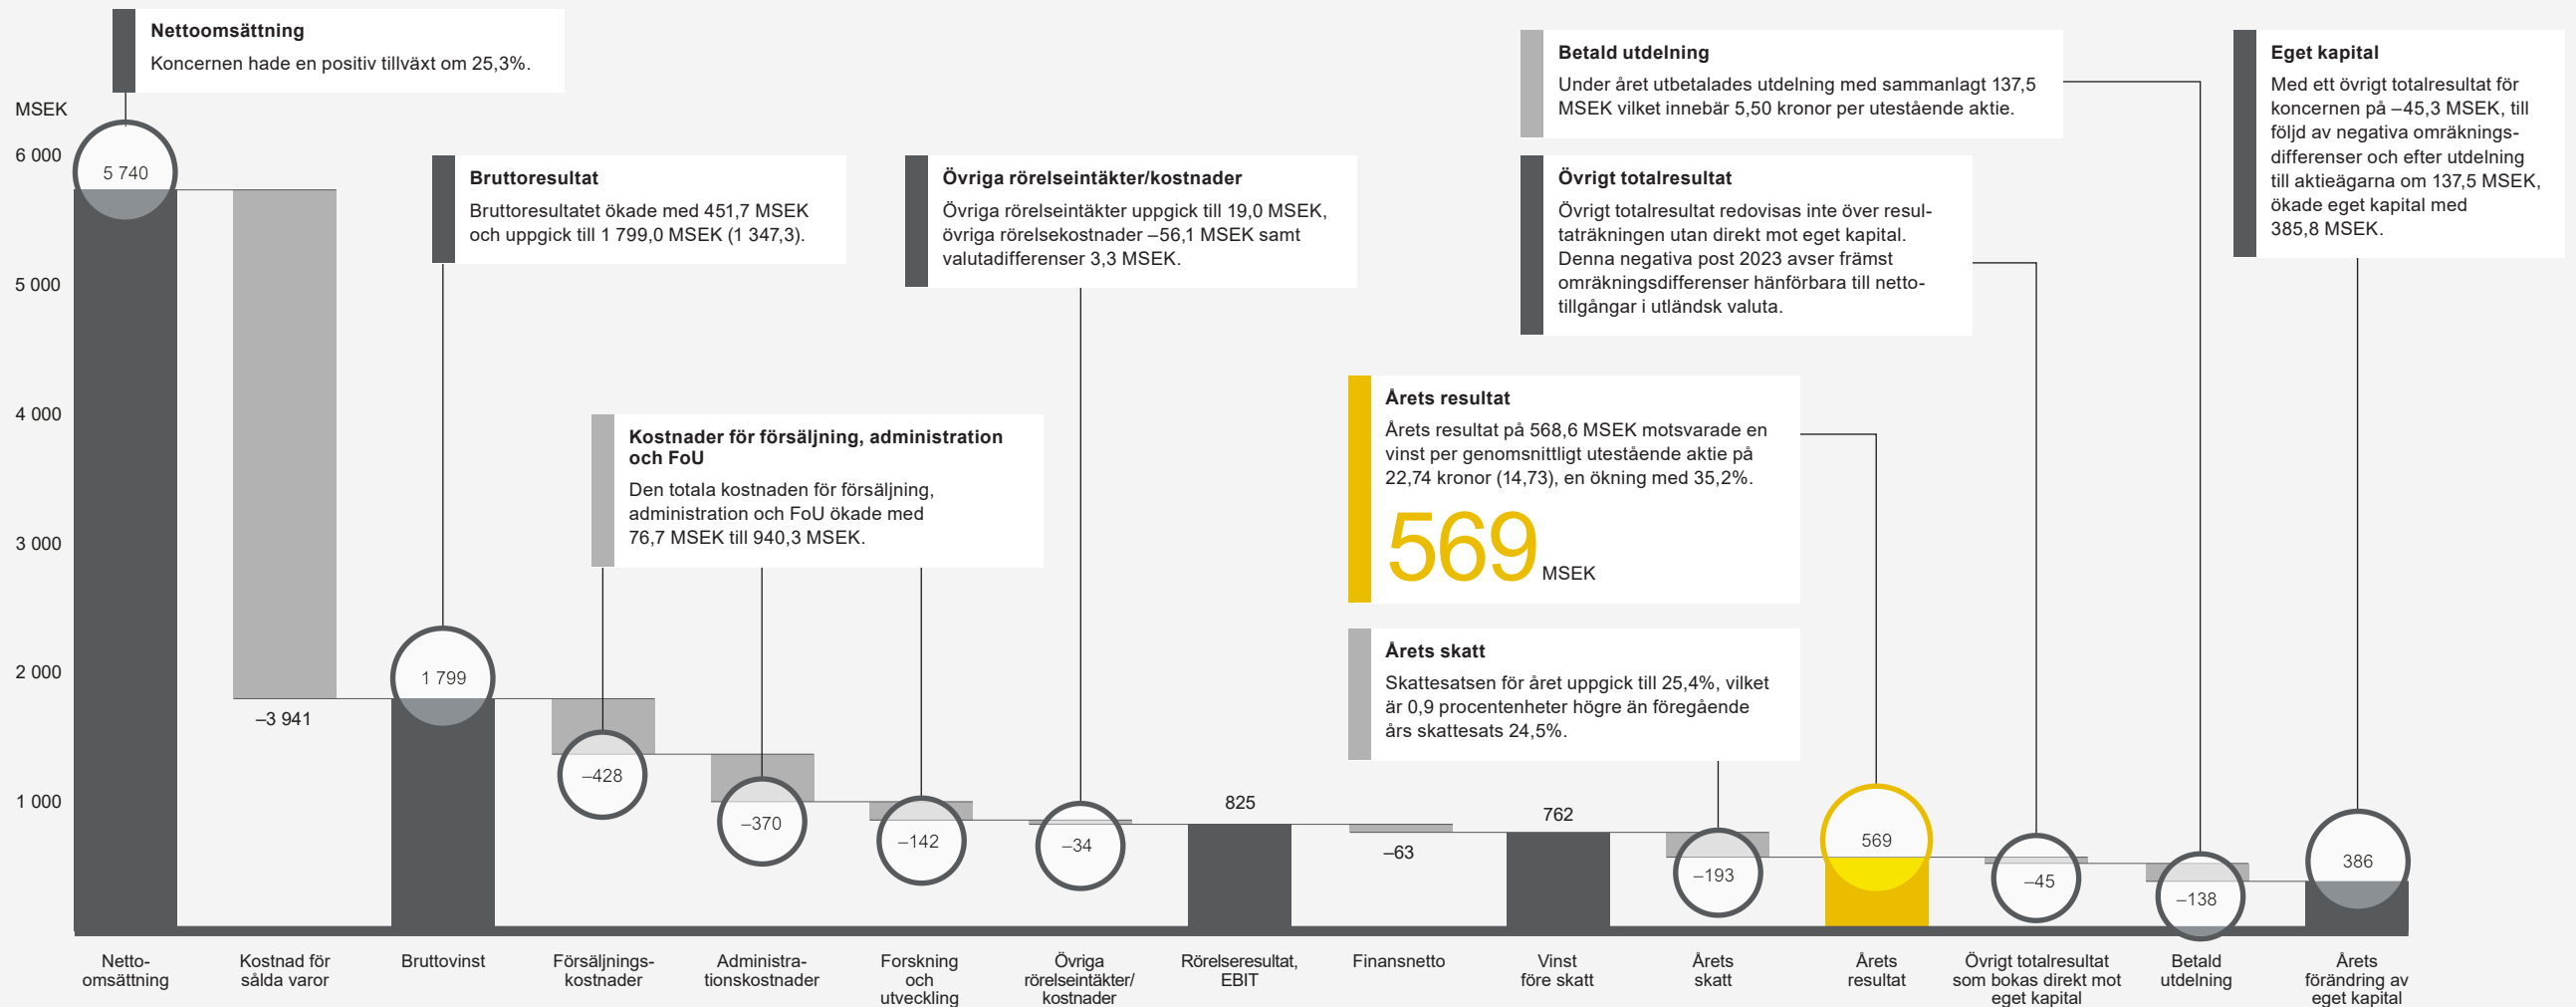 Nettoomsättning
Koncernen hade en positiv tillväxt om 25,3%.
Betald utdelning
Under året utbetalades utdelning med sammanlagt 137,5
MSEK vilket innebär 5,50 kronor per utestående aktie.
Eget kapital
Med ett övrigt totalresultat för
koncernen på –45,3 MSEK, till
följd av negativa omräknings-
differenser och efter utdelning
till aktieägarna om 137,5 MSEK,
ökade eget kapital med
385,8 MSEK.
Bruttoresultat
Bruttoresultatet ökade med 451,7 MSEK
och uppgick till 1 799,0 MSEK (1 347,3).
Övriga rörelseintäkter/kostnader
Övriga rörelseintäkter uppgick till 19,0 MSEK,
övriga rörelsekostnader –56,1 MSEK samt
valutadifferenser 3,3 MSEK.
Övrigt totalresultat
Övrigt totalresultat redovisas inte över resul-
taträkningen utan direkt mot eget kapital.
Denna negativa post 2023 avser främst
omräkningsdifferenser hänförbara till netto-
tillgångar i utländsk valuta.
Kostnader för försäljning, administration
och FoU
Den totala kostnaden för försäljning,
administration och FoU ökade med
76,7 MSEK till 940,3 MSEK.
Årets resultat
Årets resultat på 568,6 MSEK motsvarade en
vinst per genomsnittligt utestående aktie på
22,74 kronor (14,73), en ökning med 35,2%.
569 MSEK
Årets skatt
Skattesatsen för året uppgick till 25,4%, vilket
är 0,9 procentenheter högre än föregående
års skattesats 24,5%.
MSEK
6 000
5 000
4 000
3 000
2 000
1 000
5 740
–3 941
1 799
–428
–370
–142
–34
825
–63
762
–193
569
–45
–138
386
Netto-
omsättning
Kostnad för
sålda varor
Bruttovinst
Försäljnings-
kostnader
Administra-
tionskostnader
Forskning
och
utveckling
Övriga
rörelseintäkter/
kostnader
Rörelseresultat,
EBIT
Finansnetto
Vinst
före skatt
Årets
skatt
Årets
resultat
Övrigt totalresultat
som bokas direkt mot
eget kapital
Betald
utdelning
Årets
förändring av
eget kapital